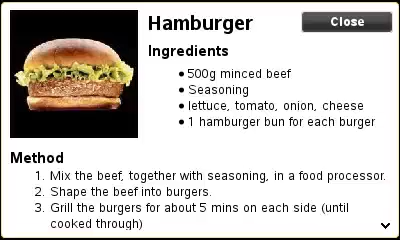 Hamburger
Close
Ingredients
• 500g minced beef
• Seasoning
• lettuce, tomato, onion, cheese
• 1 hamburger bun for each burger
Method
1. Mix the beef, together with seasoning, in a food processor.
2. Shape the beef into burgers.
3. Grill the burgers for about 5 mins on each side (until
cooked through)